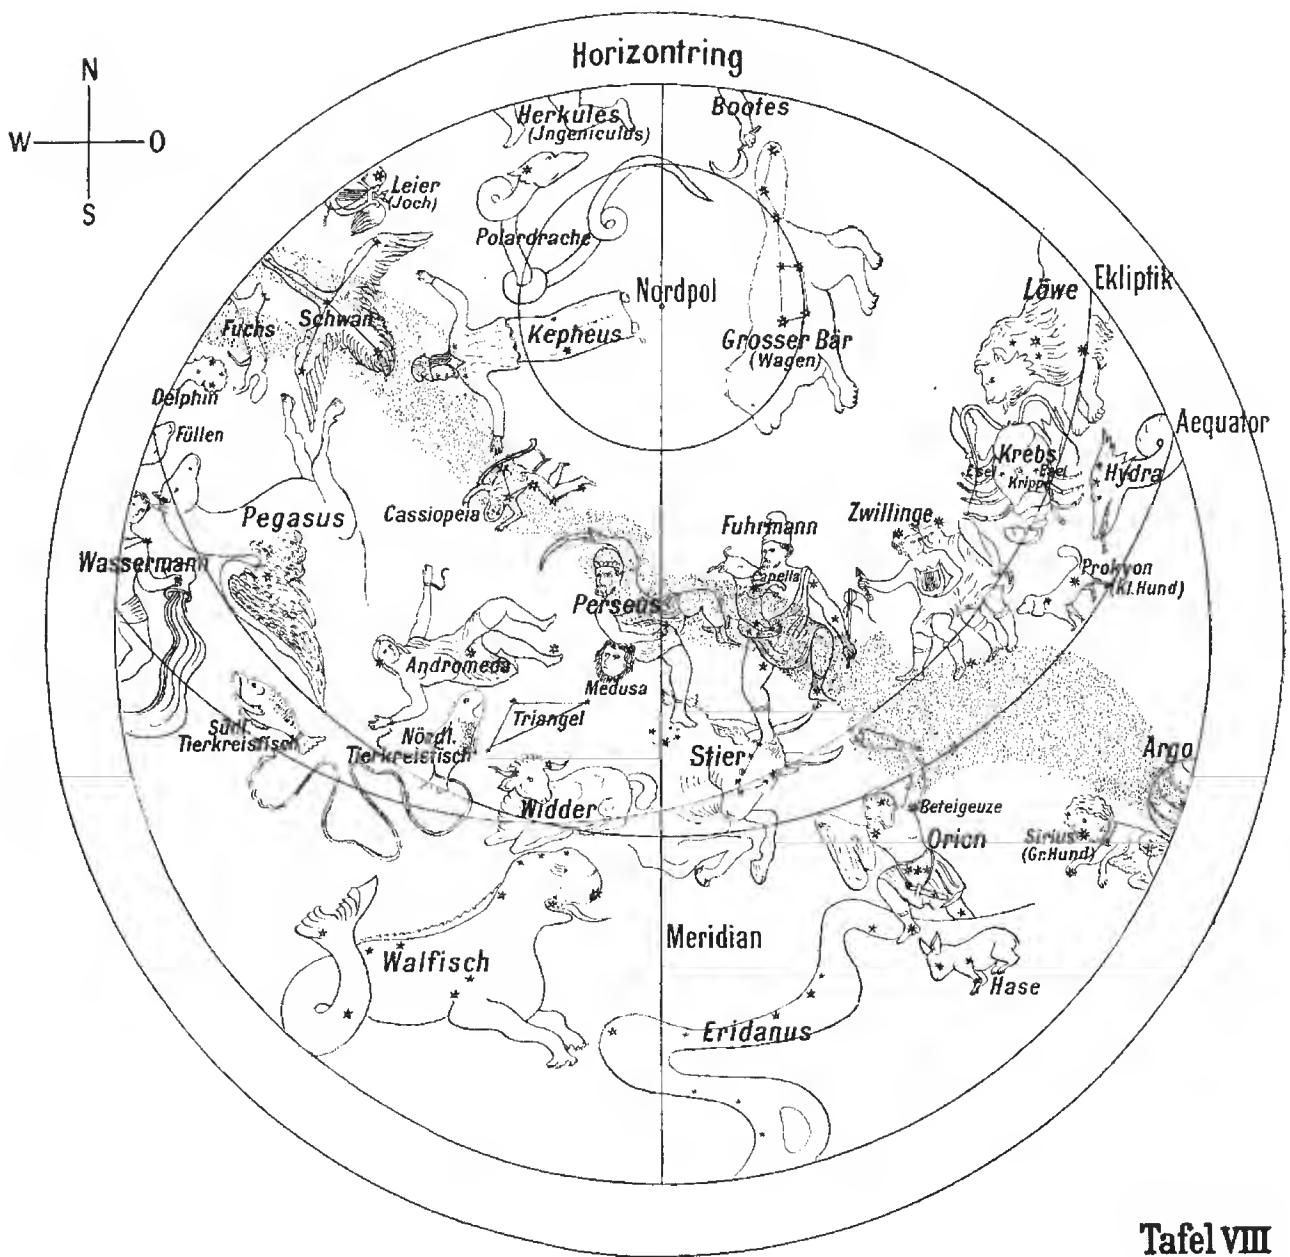 Horizontring
N
W
O
S
Herkules
(Jngeniculus)
Bootes
Leier
(Joch)
Polardrache
Nordpol
Löwe
Ekliptik
Fuchs
Schwan
Kepheus
Grosser Bär
(Wagen)
Delphin
Füllen
Aequator
Krebs
Esel
Esel
Krippe
Hydra
Pegasus
Cassiopeia
Fuhrmann
Zwillinge
Wassermann
Capella
Prokyon
(Kl.Hund)
Perseus
Andromeda
Medusa
Triangel
Südl.
Tierkreisfisch
Nördl.
Tierkreisfisch
Stier
Argo
Widder
Beteigeuze
Orion
Sirius
(Gr.Hund)
Meridian
Walfisch
Hase
Eridanus
Tafel VIII